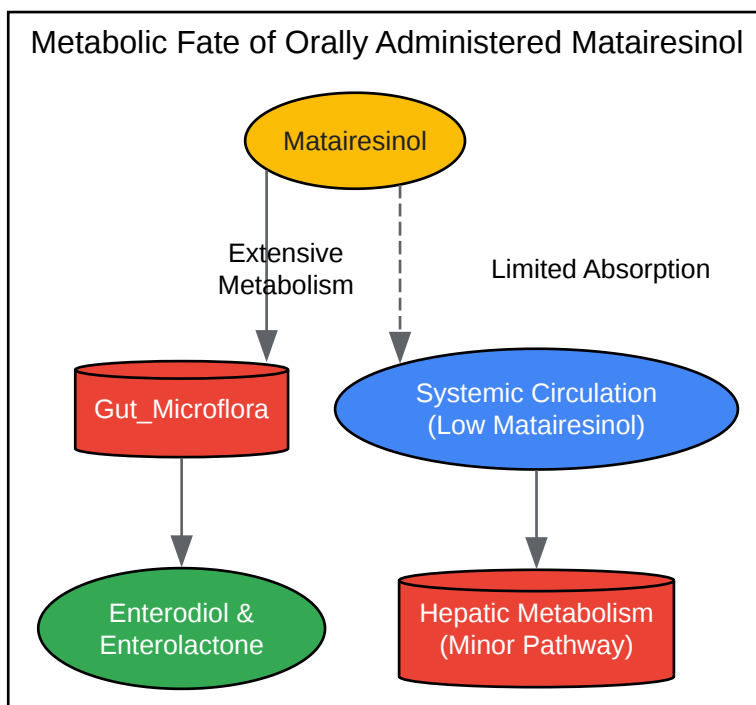 Metabolic Fate of Orally Administered Matairesinol
Matairesinol
Extensive
Metabolism
Limited Absorption
Gut_Microflora
Systemic Circulation
(Low Matairesinol)
Enterodiol &
Enterolactone
Hepatic Metabolism
(Minor Pathway)